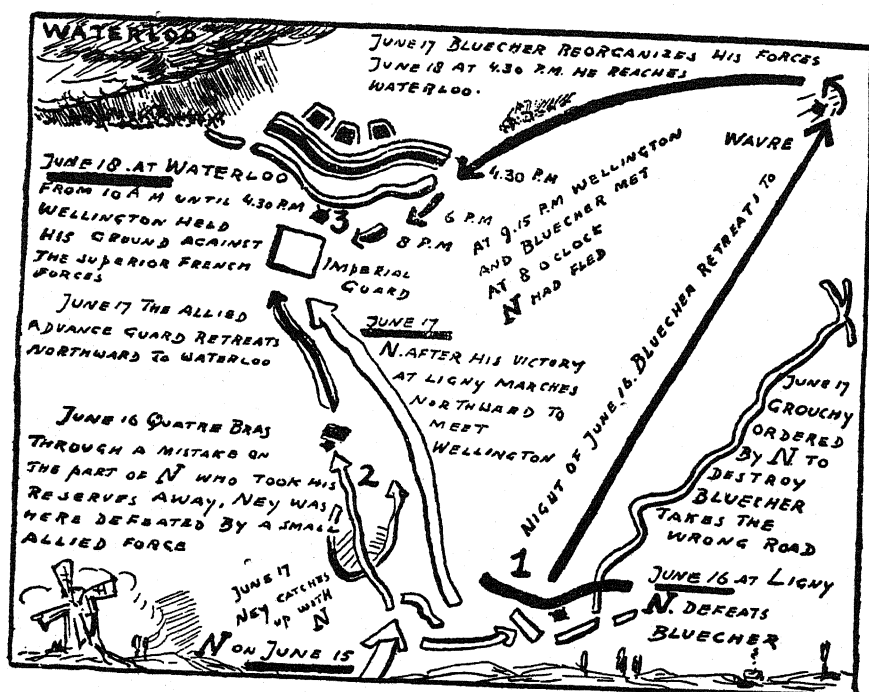 WATERLOO
JUNE 17 BLUECHER REORGANIZES HIS FORCES
JUNE 18 AT 4.30 P.M. HE REACHES
WATERLOO.
WAVRE
JUNE 18. AT WATERLOO
FROM 10 A M UNTIL 4.30 P.M
WELLINGTON HELD
HIS GROUND AGAINST
THE SUPERIOR FRENCH
FORCES
4.30 P.M
6 P.M
8 P.M
3
IMPERIAL
GUARD
AT 9.15 P.M WELLINGTON
AND BLUECHER MET
AT 8 O CLOCK
N HAD FLED
JUNE 17 THE ALLIED
ADVANCE GUARD RETREATS
NORTHWARD TO WATERLOO
JUNE 17
N. AFTER HIS VICTORY
AT LIGNY MARCHES
NORTHWARD TO
MEET
WELLINGTON
NIGHT OF JUNE 16. BLUECHER RETREATS TO
JUNE 17
GROUCHY
ORDERED
BY N TO
DESTROY
BLUECHER
TAKES THE
WRONG ROAD
JUNE 16 QUATRE BRAS
THROUGH A MISTAKE ON
THE PART OF N WHO TOOK HIS
RESERVES AWAY, NEY WAS
HERE DEFEATED BY A SMALL
ALLIED FORCE
2
1
JUNE 16 AT LIGNY
N. DEFEATS
BLUECHER
JUNE 17
NEY CATCHES
UP WITH
N
N ON JUNE 15